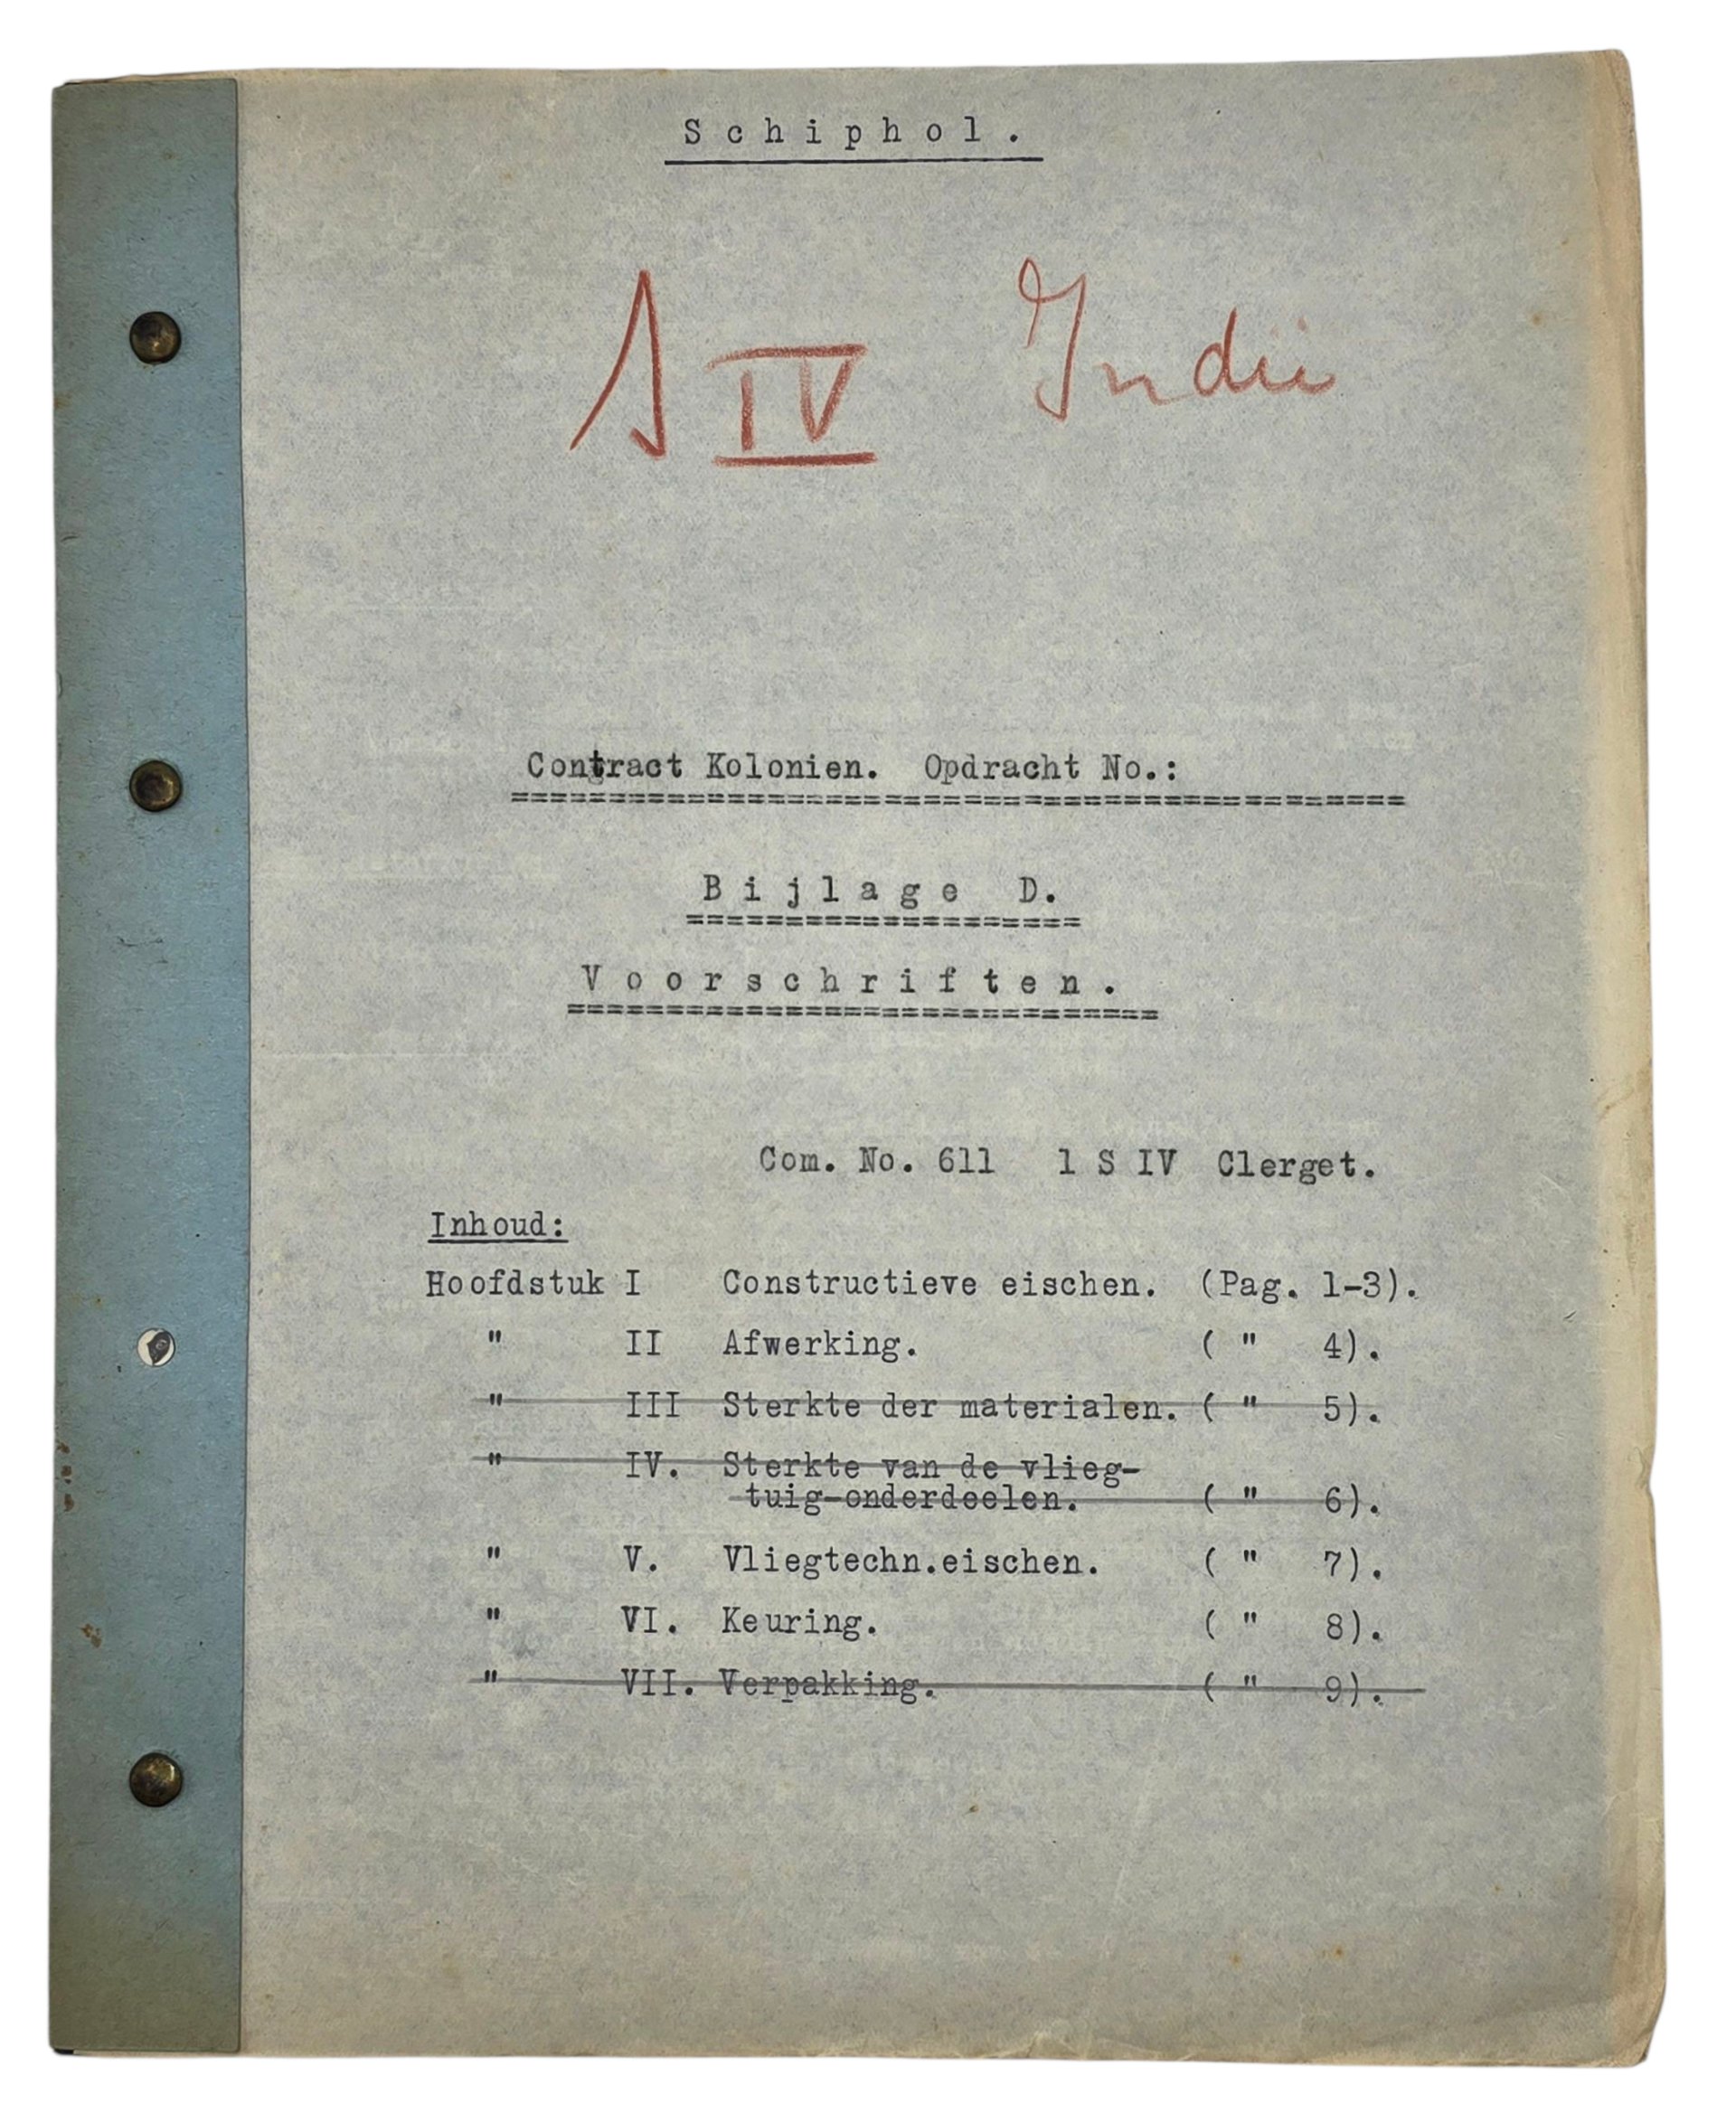 Schiphol.
S IV Indië
Contract Kolonien. Opdracht No.:
Bijlage D.
Voorschriften.
Com. No. 611 1 S IV Clerget.
Inhoud:
Hoofdstuk I Constructieve eischen. (Pag. 1-3).
" II Afwerking. ( " 4).
" III Sterkte der materialen. ( " 5).
" IV. Sterkte van de vlieg-
tuig-onderdeelen. ( " 6).
" V. Vliegtechn.eischen. ( " 7).
" VI. Keuring. ( " 8).
" VII. Verpakking. ( " 9).